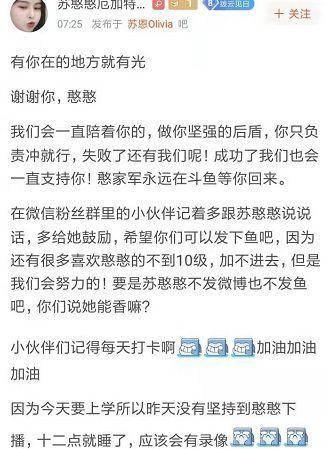 苏憨憨厄加特...
8 拨云见日
+ 关注
07:25 发布于 苏恩Olivia 吧
有你在的地方就有光
谢谢你，憨憨
我们会一直陪着你的，做你坚强的后盾，你只负
责冲就行，失败了还有我们呢！成功了我们也会
一直支持你！憨家军永远在斗鱼等你回来。
在微信粉丝群里的小伙伴记着多跟苏憨憨说说
话，多给她鼓励，希望你们可以发下鱼吧，因为
还有很多喜欢憨憨的不到10级，加不进去，但是
我们会努力的！要是苏憨憨不发微博也不发鱼
吧，你们说她能香嘛？
小伙伴们记得每天打卡啊加油加油
加油
因为今天要上学所以昨天没有坚持到憨憨下
播，十二点就睡了，应该会有录像